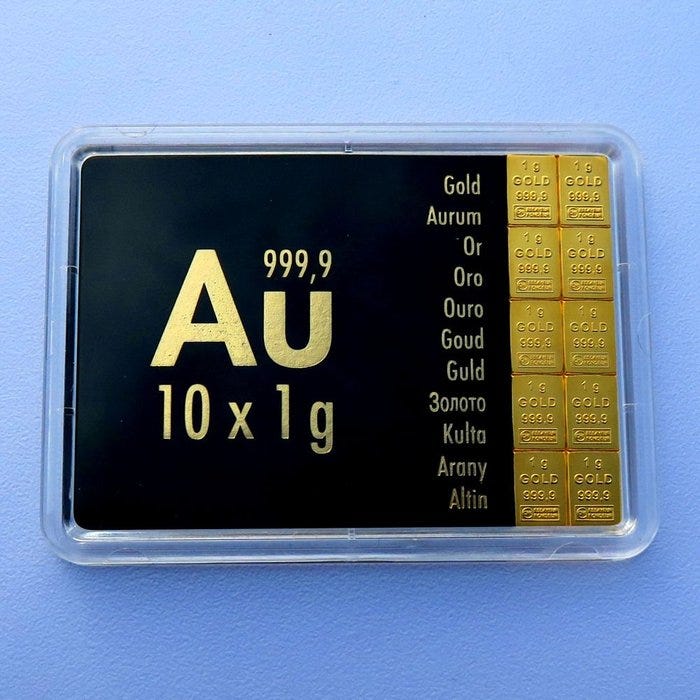 999,9
Au
10 x 1g
Gold
Aurum
Or
Oro
Ouro
Goud
Guld
Золото
Kulta
Arany
Altin
1 g
GOLD
999,9
1 g
GOLD
999,9
1 g
GOLD
999,9
1 g
GOLD
999,9
1 g
GOLD
999,9
1 g
GOLD
999,9
1 g
GOLD
999,9
1 g
GOLD
999,9
1 g
GOLD
999,9
1 g
GOLD
999,9